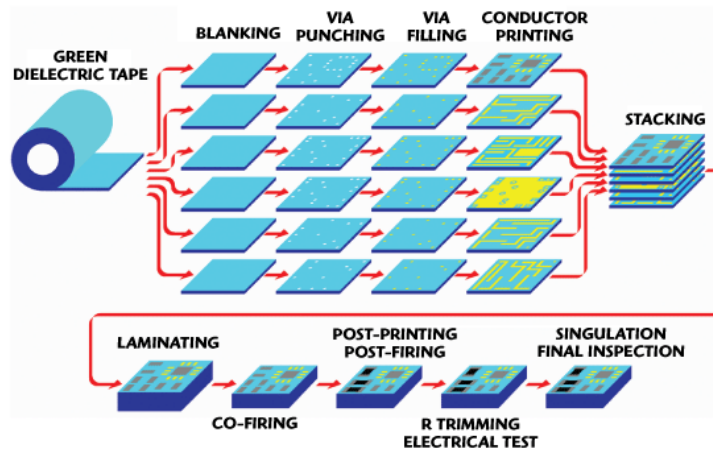 GREEN
DIELECTRIC TAPE
BLANKING
VIA
PUNCHING
VIA
FILLING
CONDUCTOR
PRINTING
STACKING
LAMINATING
CO-FIRING
POST-PRINTING
POST-FIRING
R TRIMMING
ELECTRICAL TEST
SINGULATION
FINAL INSPECTION